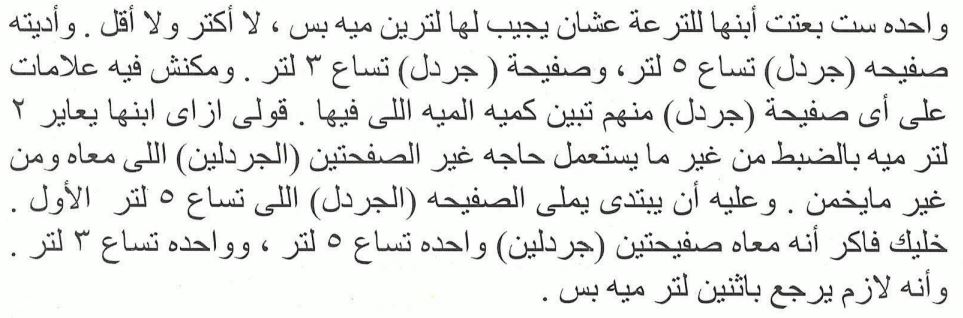 واحده ست بعتت أبنها للترعة عشان يجيب لها لترين ميه بس ، لا أكتر ولا أقل . وأديته
صفيحه (جردل) تساع ٥ لتر، وصفيحة ( جردل) تساع ٣ لتر . ومكنش فيه علامات
على أى صفيحة (جردل) منهم تبين كميه الميه اللى فيها . قولى ازاى ابنها يعاير ٢
لتر ميه بالضبط من غير ما يستعمل حاجه غير الصفحتين (الجردلين) اللى معاه ومن
غير مايخمن . وعليه أن يبتدى يملى الصفيحه (الجردل) اللى تساع ٥ لتر الأول .
خليك فاكر أنه معاه صفيحتين (جردلين) واحده تساع ٥ لتر ، وواحده تساع ٣ لتر .
وأنه لازم يرجع باثنين لتر ميه بس .